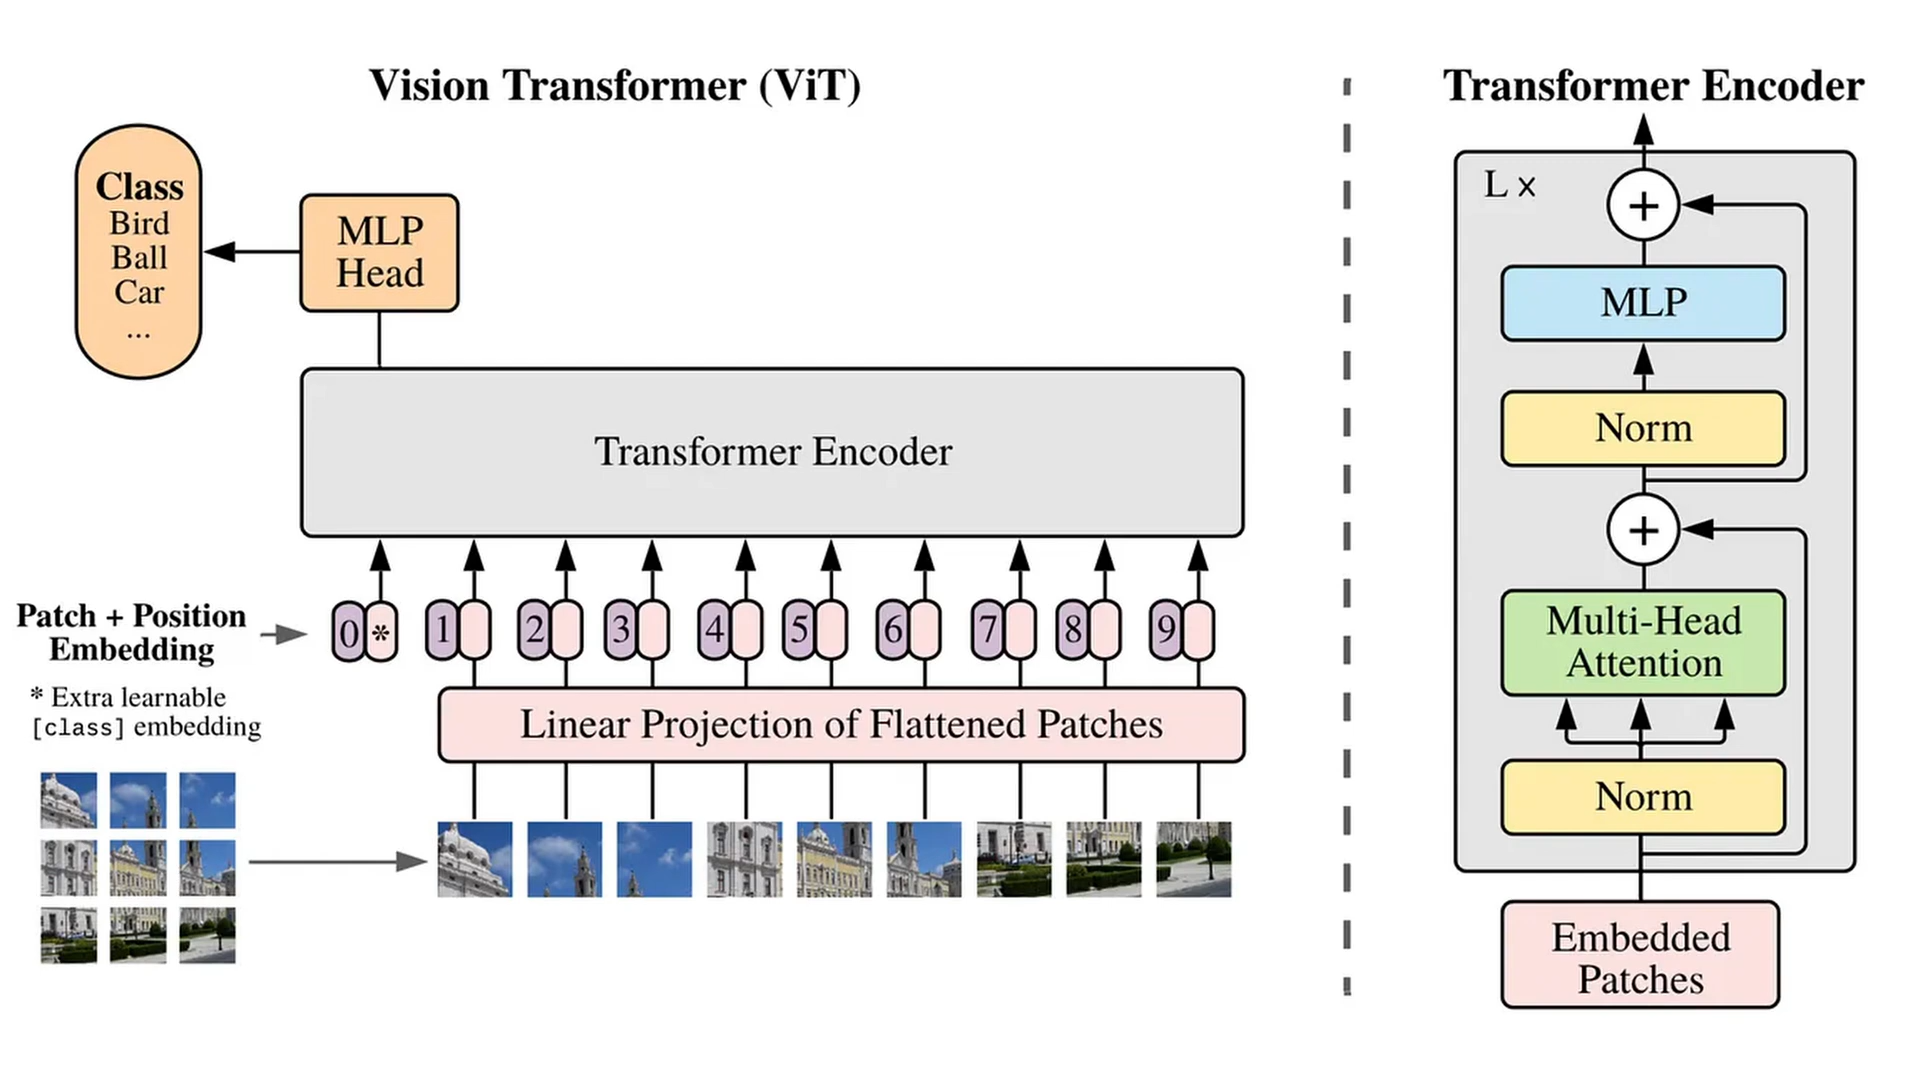 Vision Transformer (ViT)
Class
Bird
Ball
Car
...
MLP
Head
Transformer Encoder
Patch + Position
Embedding
* Extra learnable
[class] embedding
0 * 1 2 3 4 5 6 7 8 9
Linear Projection of Flattened Patches
Transformer Encoder
L ×
+
MLP
Norm
+
Multi-Head
Attention
Norm
Embedded
Patches